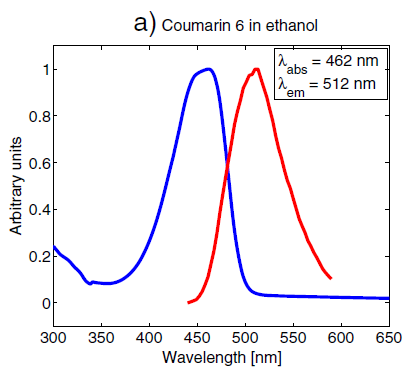 a) Coumarin 6 in ethanol
λabs = 462 nm
λem = 512 nm
1
0.8
0.6
0.4
0.2
0
Arbitrary units
300 350 400 450 500 550 600 650
Wavelength [nm]